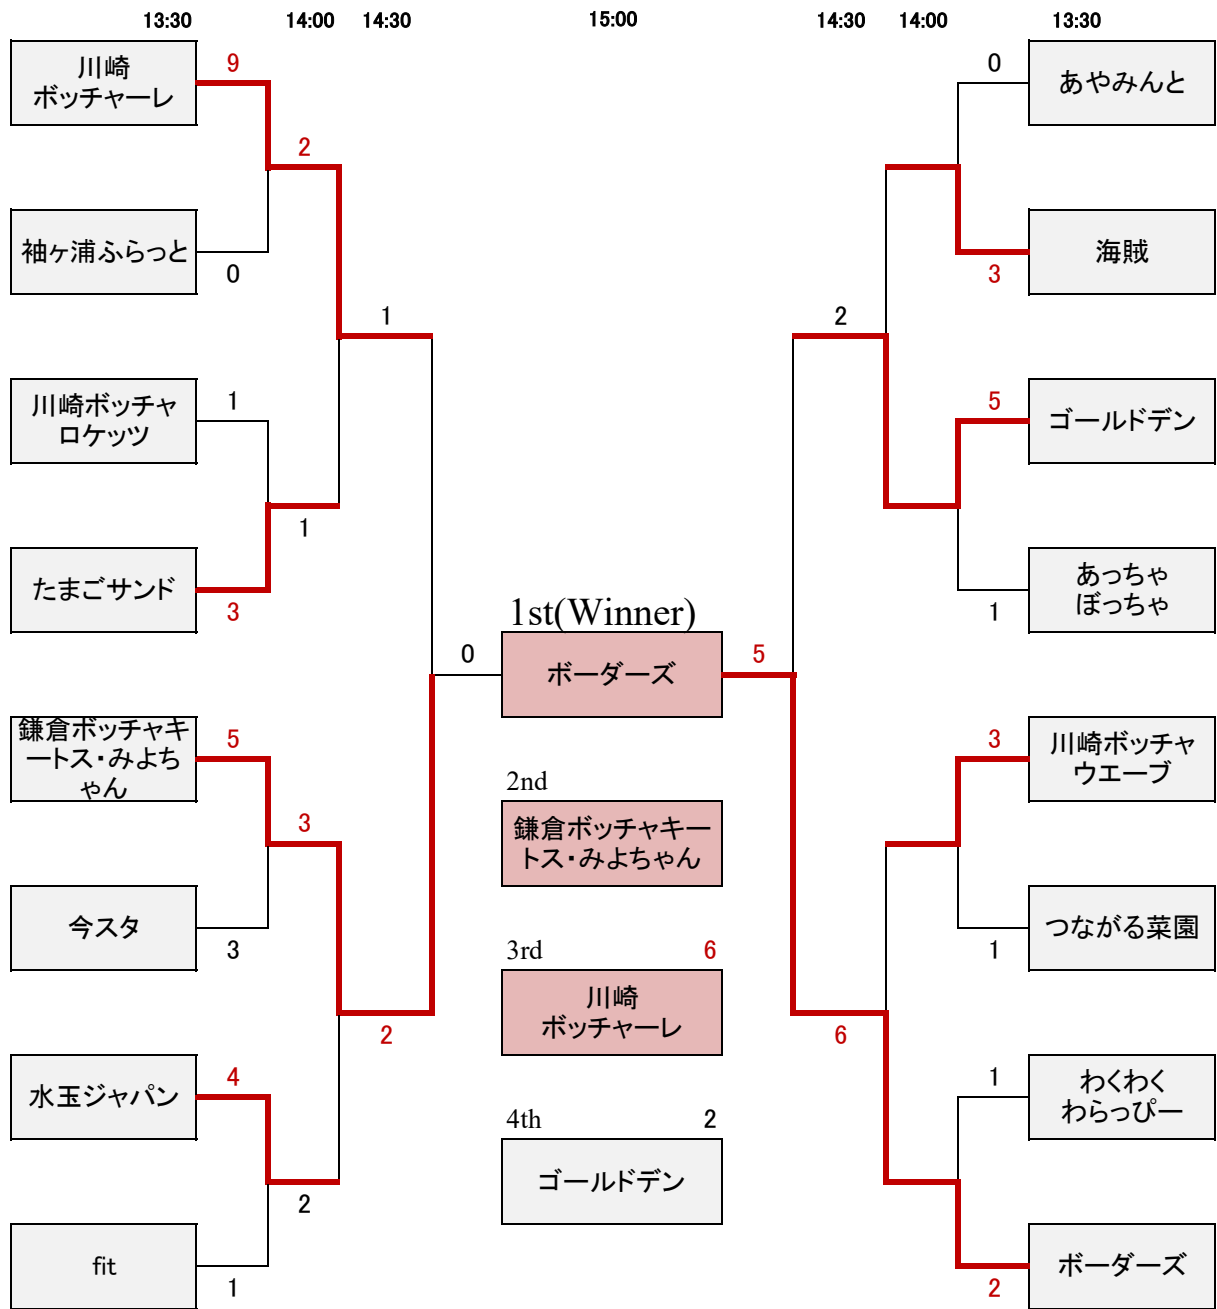 13:30 14:00 14:30 15:00 14:30 14:00 13:30
川崎
ボッチャーレ
9
2
袖ヶ浦ふらっと
0
1
川崎ボッチャ
ロケッツ
1
1
たまごサンド
3
鎌倉ボッチャキ
ートス・みよち
ゃん
5
3
今スタ
3
2
水玉ジャパン
4
2
fit
1
0
1st(Winner)
ボーダーズ
5
2nd
鎌倉ボッチャキー
トス・みよちゃん
3rd 6
川崎
ボッチャーレ
4th 2
ゴールドデン
0
あやみんと
海賊
3
2
5
ゴールドデン
あっちゃ
ぼっちゃ
1
3
川崎ボッチャ
ウエーブ
つながる菜園
1
6
1
わくわく
わらっぴー
ボーダーズ
2